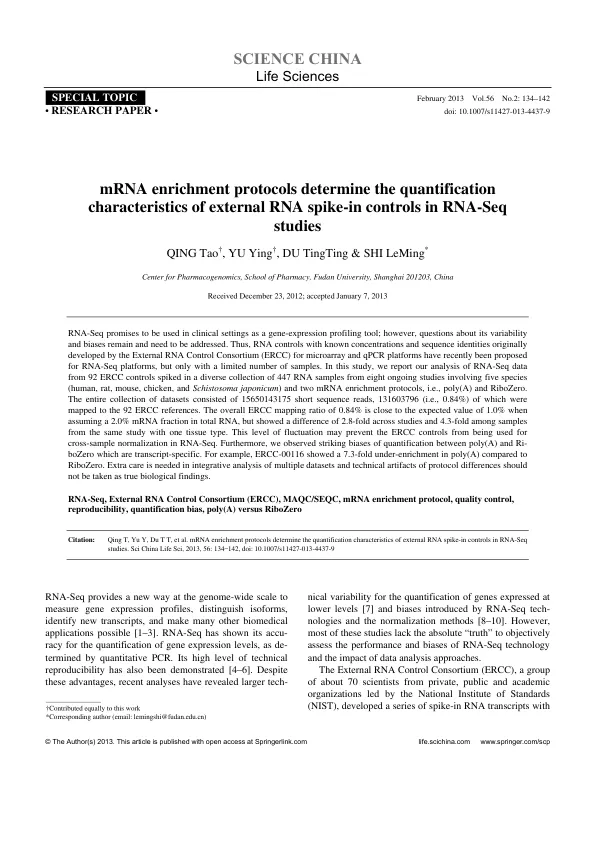 SCIENCE CHINA
Life Sciences
SPECIAL TOPIC
• RESEARCH PAPER •
February 2013 Vol.56 No.2: 134–142
doi: 10.1007/s11427-013-4437-9
mRNA enrichment protocols determine the quantification
characteristics of external RNA spike-in controls in RNA-Seq
studies
QING Tao†, YU Ying†, DU TingTing & SHI LeMing*
Center for Pharmacogenomics, School of Pharmacy, Fudan University, Shanghai 201203, China
Received December 23, 2012; accepted January 7, 2013
RNA-Seq promises to be used in clinical settings as a gene-expression profiling tool; however, questions about its variability
and biases remain and need to be addressed. Thus, RNA controls with known concentrations and sequence identities originally
developed by the External RNA Control Consortium (ERCC) for microarray and qPCR platforms have recently been proposed
for RNA-Seq platforms, but only with a limited number of samples. In this study, we report our analysis of RNA-Seq data
from 92 ERCC controls spiked in a diverse collection of 447 RNA samples from eight ongoing studies involving five species
(human, rat, mouse, chicken, and Schistosoma japonicum) and two mRNA enrichment protocols, i.e., poly(A) and RiboZero.
The entire collection of datasets consisted of 15650143175 short sequence reads, 131603796 (i.e., 0.84%) of which were
mapped to the 92 ERCC references. The overall ERCC mapping ratio of 0.84% is close to the expected value of 1.0% when
assuming a 2.0% mRNA fraction in total RNA, but showed a difference of 2.8-fold across studies and 4.3-fold among samples
from the same study with one tissue type. This level of fluctuation may prevent the ERCC controls from being used for
cross-sample normalization in RNA-Seq. Furthermore, we observed striking biases of quantification between poly(A) and Ri-
boZero which are transcript-specific. For example, ERCC-00116 showed a 7.3-fold under-enrichment in poly(A) compared to
RiboZero. Extra care is needed in integrative analysis of multiple datasets and technical artifacts of protocol differences should
not be taken as true biological findings.
RNA-Seq, External RNA Control Consortium (ERCC), MAQC/SEQC, mRNA enrichment protocol, quality control,
reproducibility, quantification bias, poly(A) versus RiboZero
Citation: Qing T, Yu Y, Du T T, et al. mRNA enrichment protocols determine the quantification characteristics of external RNA spike-in controls in RNA-Seq
studies. Sci China Life Sci, 2013, 56: 134−142, doi: 10.1007/s11427-013-4437-9
RNA-Seq provides a new way at the genome-wide scale to
measure gene expression profiles, distinguish isoforms,
identify new transcripts, and make many other biomedical
applications possible [1–3]. RNA-Seq has shown its accu-
racy for the quantification of gene expression levels, as de-
termined by quantitative PCR. Its high level of technical
reproducibility has also been demonstrated [4–6]. Despite
these advantages, recent analyses have revealed larger tech-
†Contributed equally to this work
*Corresponding author (email: lemingshi@fudan.edu.cn)
nical variability for the quantification of genes expressed at
lower levels [7] and biases introduced by RNA-Seq tech-
nologies and the normalization methods [8–10]. However,
most of these studies lack the absolute “truth” to objectively
assess the performance and biases of RNA-Seq technology
and the impact of data analysis approaches.
The External RNA Control Consortium (ERCC), a group
of about 70 scientists from private, public and academic
organizations led by the National Institute of Standards
(NIST), developed a series of spike-in RNA transcripts with
© The Author(s) 2013. This article is published with open access at Springerlink.com
life.scichina.com www.springer.com/scp